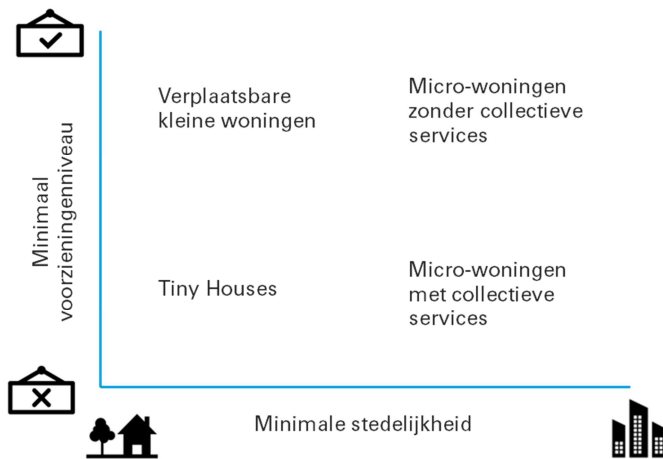 Minimaal
voorzieningenniveau
Verplaatsbare
kleine woningen
Micro-woningen
zonder collectieve
services
Tiny Houses
Micro-woningen
met collectieve
services
Minimale stedelijkheid